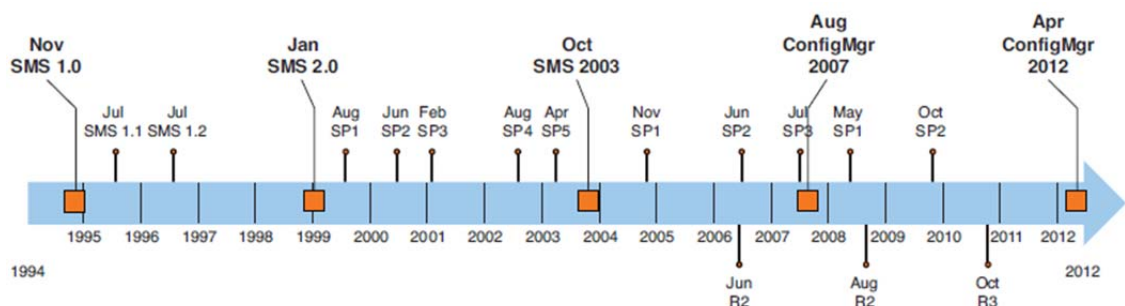 Nov
SMS 1.0
Jan
SMS 2.0
Oct
SMS 2003
Aug
ConfigMgr
2007
Apr
ConfigMgr
2012
Jul
SMS 1.1
Jul
SMS 1.2
Aug
SP1
Jun
SP2
Feb
SP3
Aug
SP4
Apr
SP5
Nov
SP1
Jun
SP2
Jul
SP3
May
SP1
Oct
SP2
1995 1996 1997 1998 1999 2000 2001 2002 2003 2004 2005 2006 2007 2008 2009 2010 2011 2012
1994
2012
Jun
R2
Aug
R2
Oct
R3